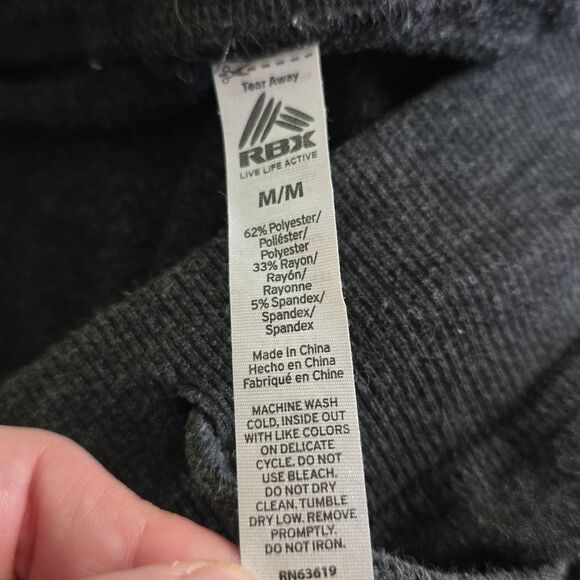 Tear Away
RBX
LIVE LIFE ACTIVE
M/M
62% Polyester/
Poliéster/
Polyester
33% Rayon/
Rayón/
Rayonne
5% Spandex/
Spandex/
Spandex
Made in China
Hecho en China
Fabriqué en Chine
MACHINE WASH
COLD, INSIDE OUT
WITH LIKE COLORS
ON DELICATE
CYCLE. DO NOT
USE BLEACH.
DO NOT DRY
CLEAN. TUMBLE
DRY LOW. REMOVE
PROMPTLY.
DO NOT IRON.
RN63619